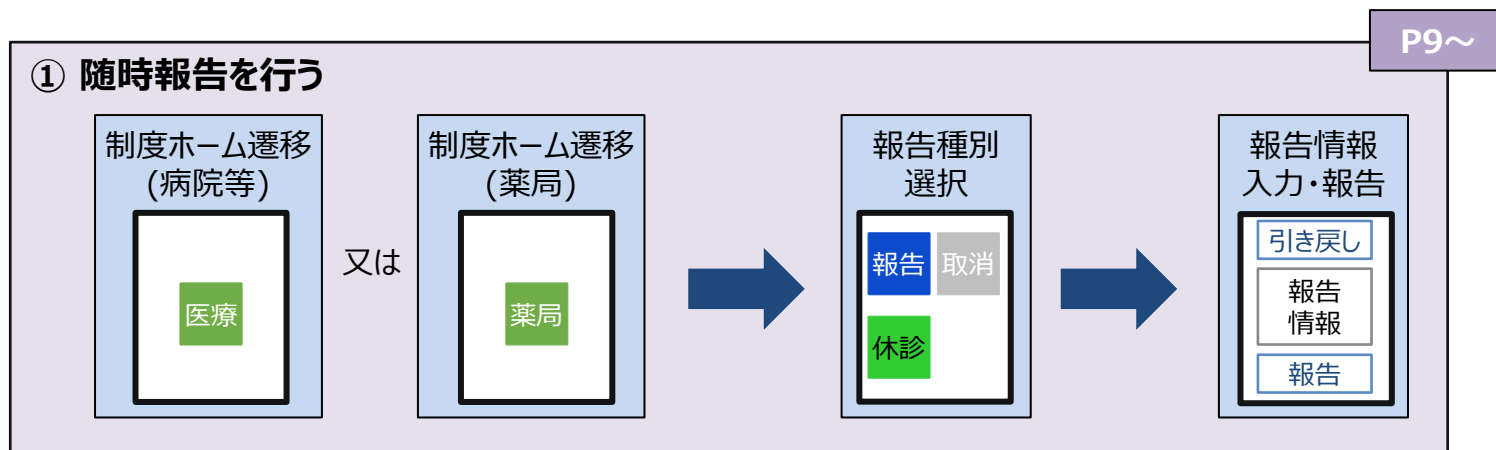 P9～
① 随時報告を行う
制度ホーム遷移
(病院等)
医療
又は
制度ホーム遷移
(薬局)
薬局
報告種別
選択
報告 取消
休診
報告情報
入力・報告
引き戻し
報告
情報
報告